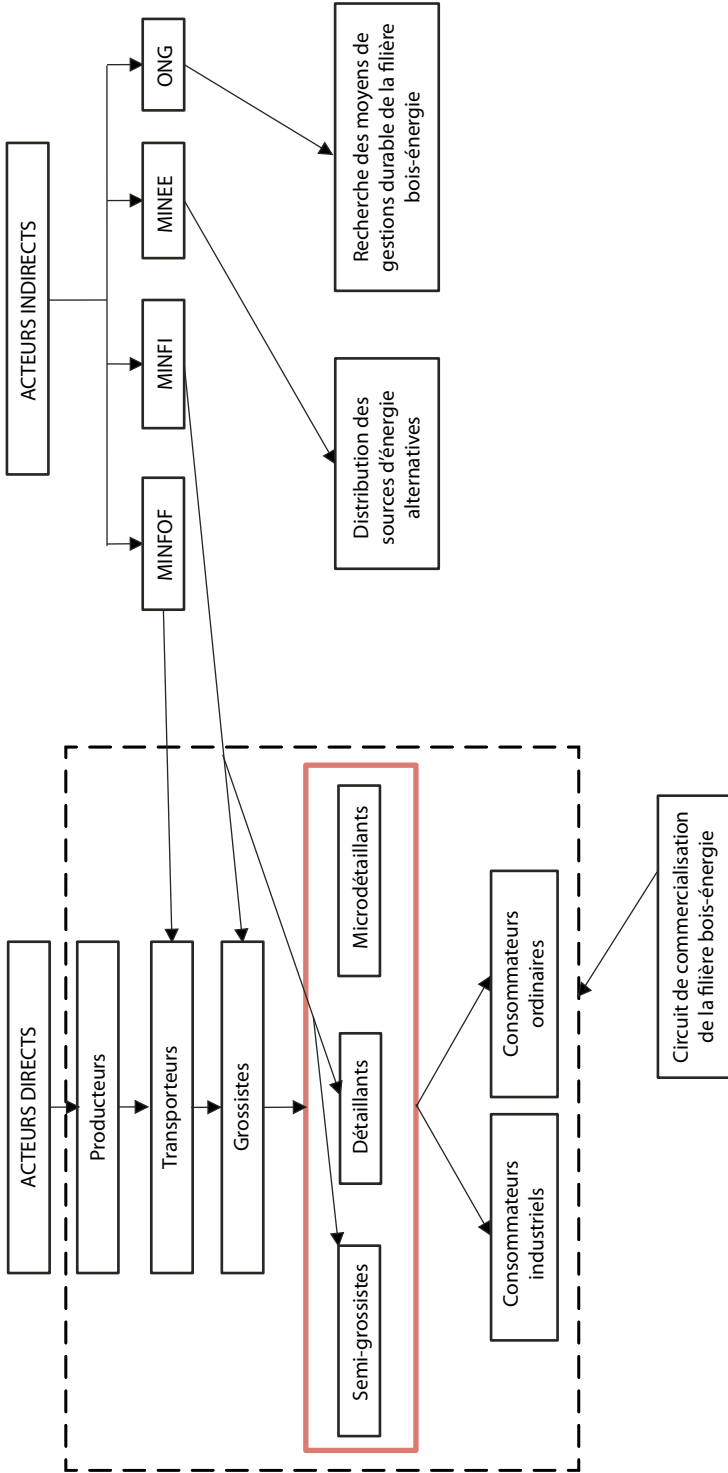 ACTEURS DIRECTS
Producteurs
Transporteurs
Grossistes
Semi-grossistes
Détaillants
Microdétaillants
Consommateurs
industriels
Consommateurs
ordinaires
Circuit de commercialisation
de la filière bois-énergie
ACTEURS INDIRECTS
MINFOF
MINFI
MINEE
ONG
Distribution des
sources d’énergie
alternatives
Recherche des moyens de
gestions durable de la filière
bois-énergie